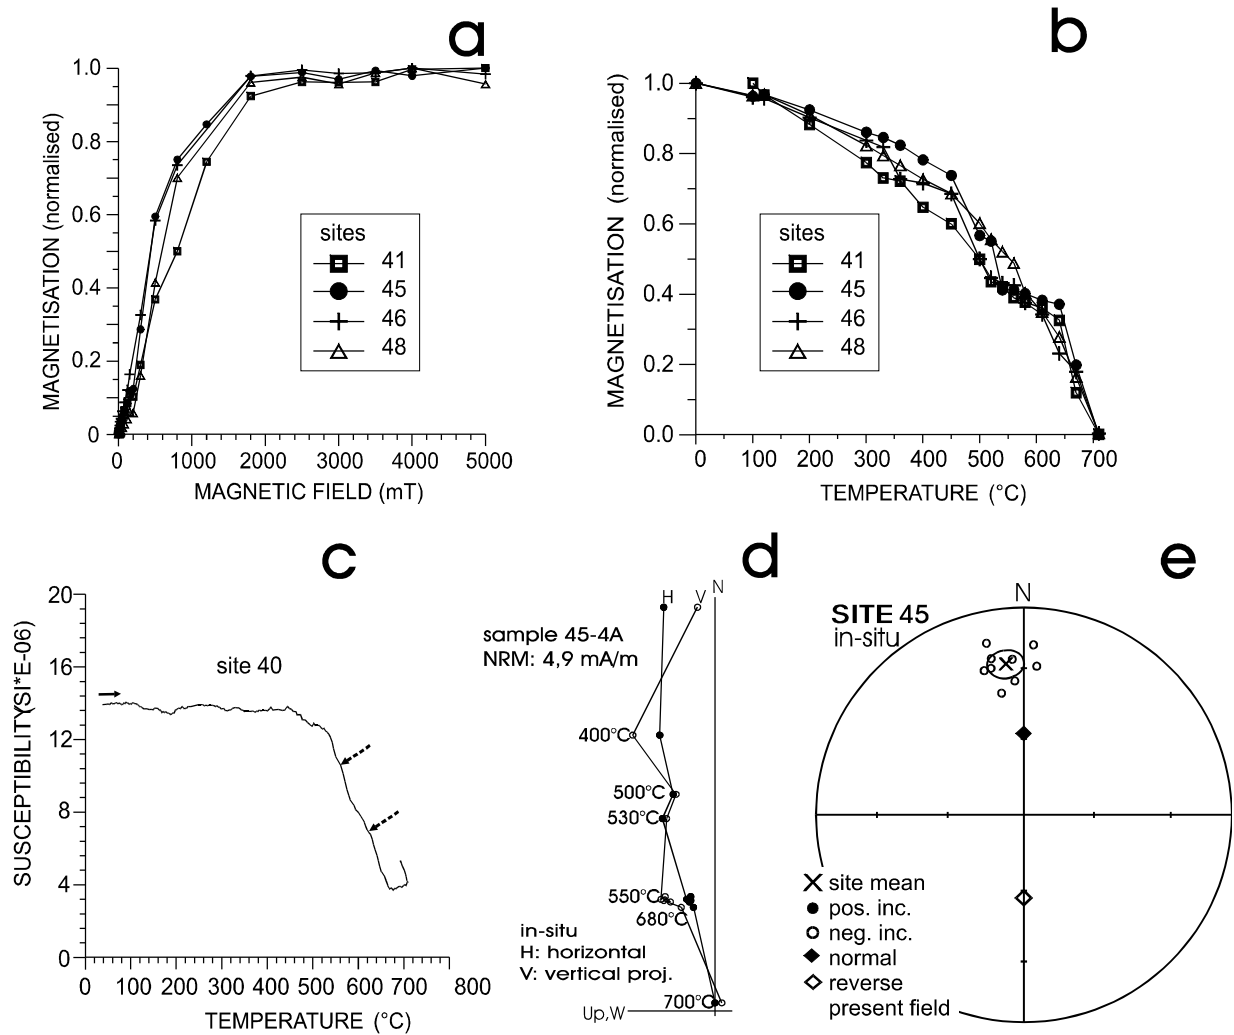 a
1.0
0.8
0.6
0.4
0.2
0
MAGNETISATION (normalised)
sites
41
45
46
48
0 1000 2000 3000 4000 5000
MAGNETIC FIELD (mT)
b
1.0
0.8
0.6
0.4
0.2
0.0
MAGNETISATION (normalised)
sites
41
45
46
48
0 100 200 300 400 500 600 700
TEMPERATURE (°C)
c
20
16
12
8
4
0
SUSCEPTIBILITY(SI*E-06)
site 40
0 100 200 300 400 500 600 700 800
TEMPERATURE (°C)
d
N
H V
sample 45-4A
NRM: 4,9 mA/m
400°C
500°C
530°C
550°C
680°C
in-situ
H: horizontal
V: vertical proj.
700°C
Up,W
e
N
SITE 45
in-situ
site mean
pos. inc.
neg. inc.
normal
reverse
present field